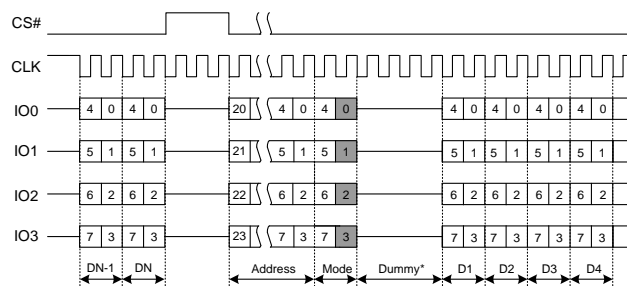 CS#
CLK
IO0 4 0 4 0 20 4 0 4 0 4 0 4 0 4 0 4 0
IO1 5 1 5 1 21 5 1 5 1 5 1 5 1 5 1 5 1
IO2 6 2 6 2 22 6 2 6 2 6 2 6 2 6 2 6 2
IO3 7 3 7 3 23 7 3 7 3 7 3 7 3 7 3 7 3
DN-1 DN Address Mode Dummy* D1 D2 D3 D4